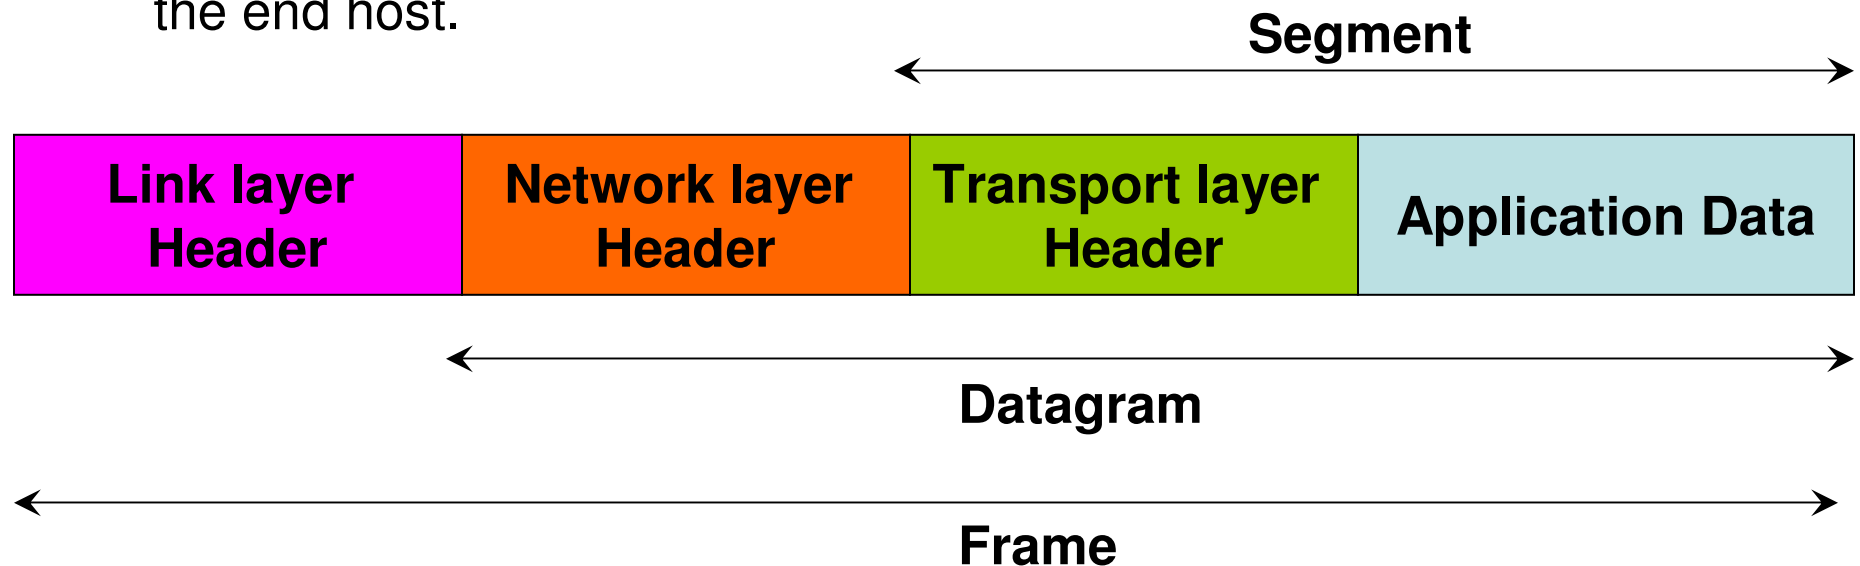 the end host.
Segment
Link layer
Header
Network layer
Header
Transport layer
Header
Application Data
Datagram
Frame